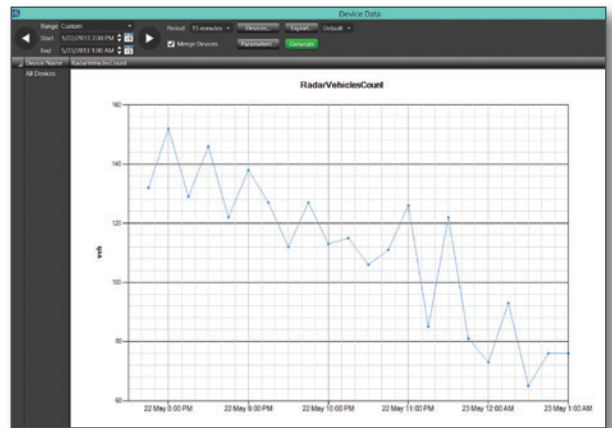 Device Data
Range Custom
Period 15 minutes Devices... Export... Default
Start 5/22/2013 7:30 PM
Merge Devices Parameters... Generate
End 5/23/2013 1:00 AM
Device Name RadarVehiclesCount
All Devices
RadarVehiclesCount
160
140
120
veh
100
80
60
22 May 8:00 PM 22 May 9:00 PM 22 May 10:00 PM 22 May 11:00 PM 23 May 12:00 AM 23 May 1:00 AM